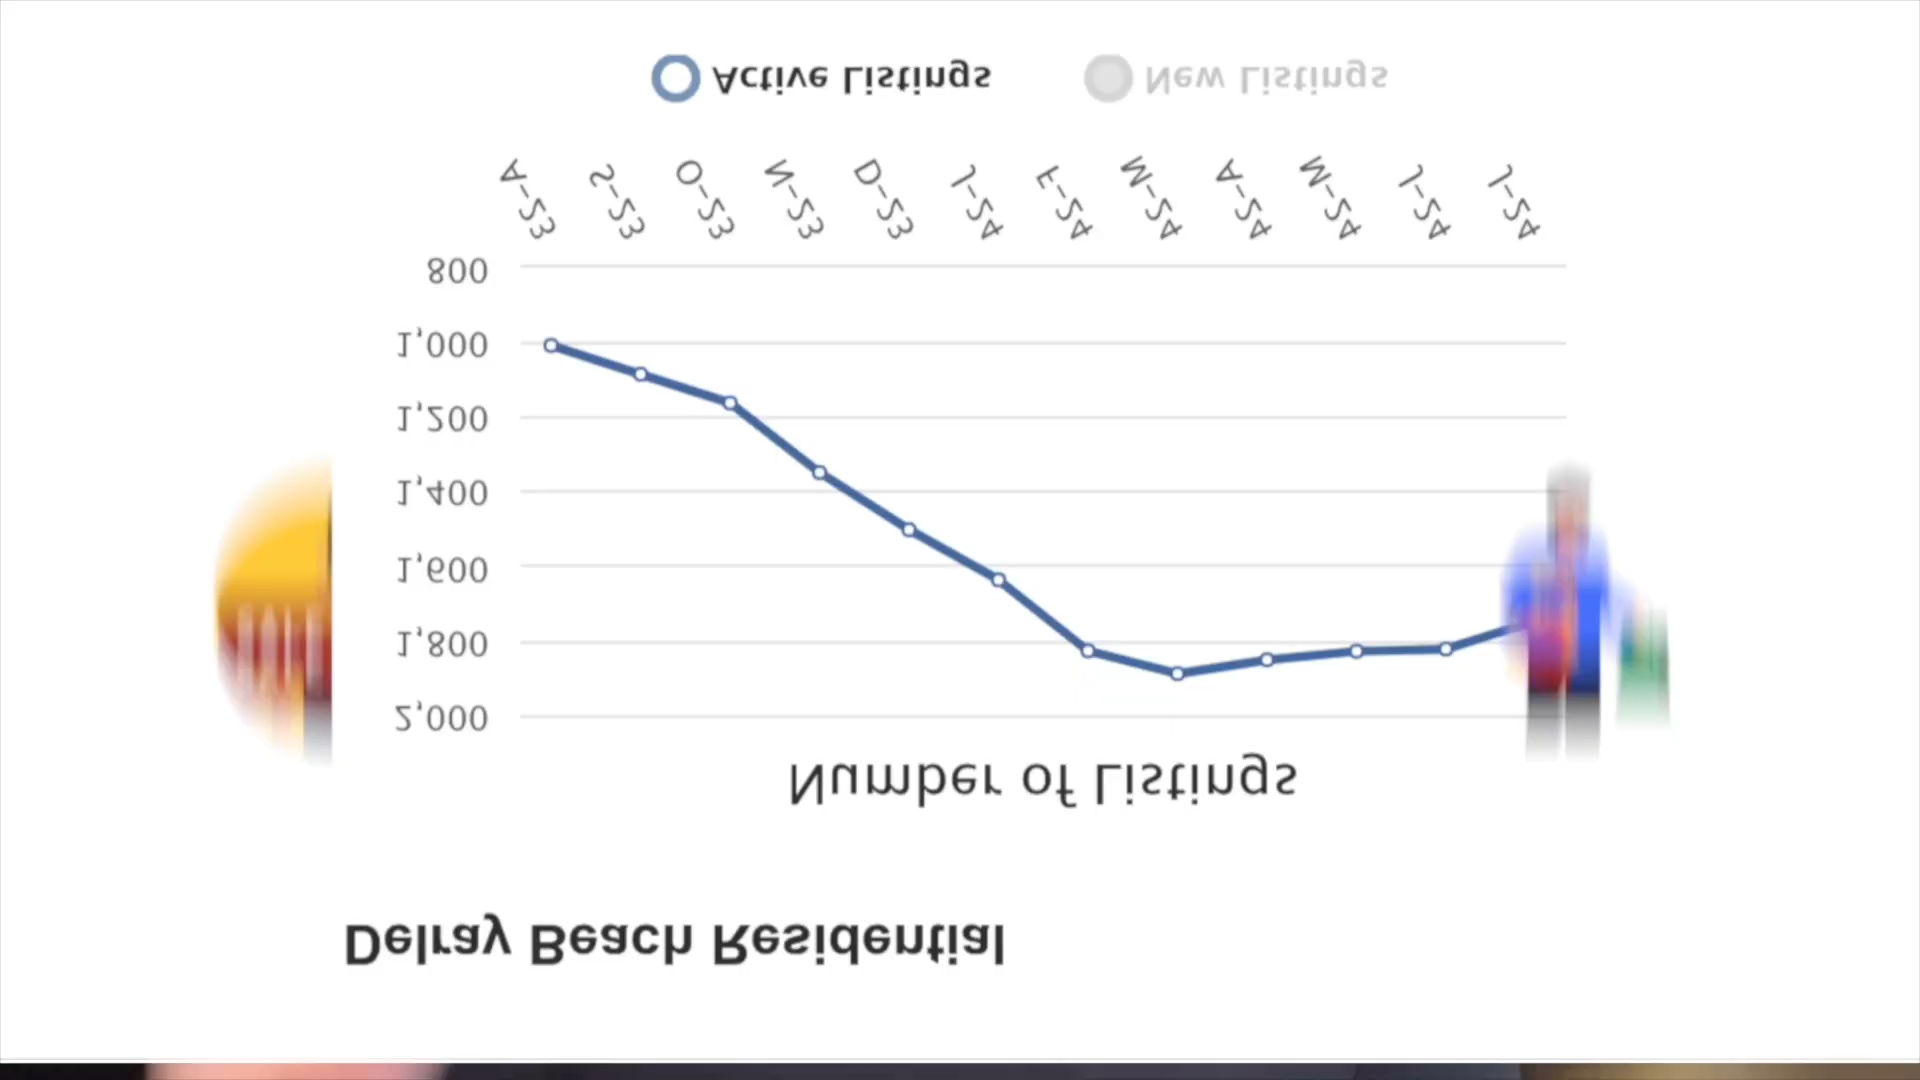 Delray Beach Residential
Number of Listings
2,000
1,800
1,600
1,400
1,200
1,000
800
A-23 S-23 O-23 N-23 D-23 J-24 F-24 M-24 A-24 M-24 J-24 J-24
Active Listings New Listings